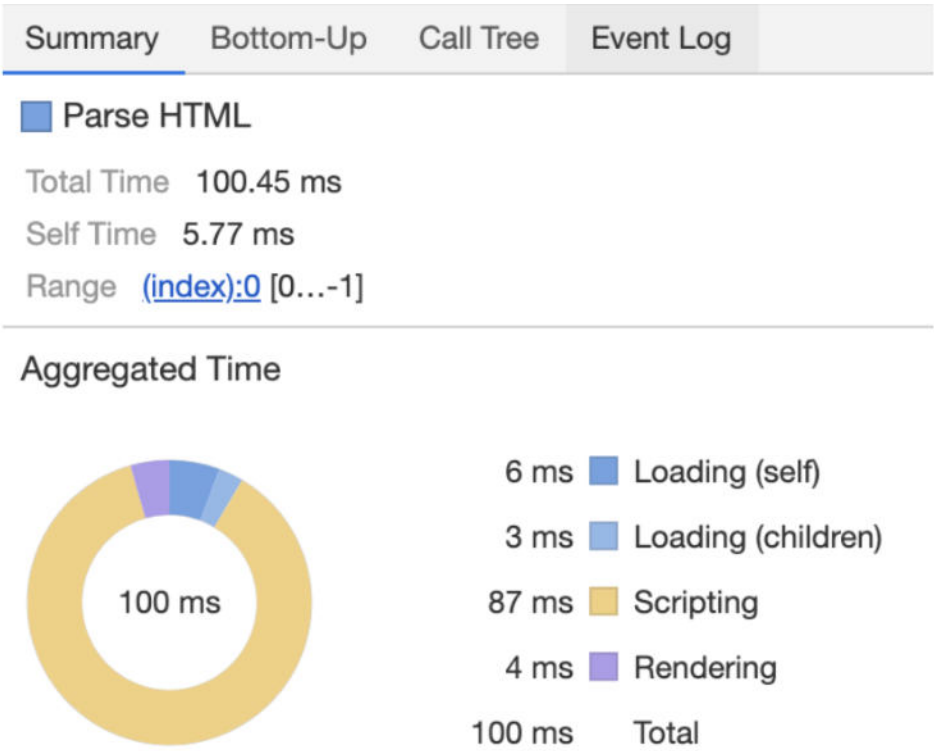 Summary Bottom-Up Call Tree Event Log
Parse HTML
Total Time 100.45 ms
Self Time 5.77 ms
Range (index):0 [0...-1]
Aggregated Time
100 ms
6 ms Loading (self)
3 ms Loading (children)
87 ms Scripting
4 ms Rendering
100 ms Total